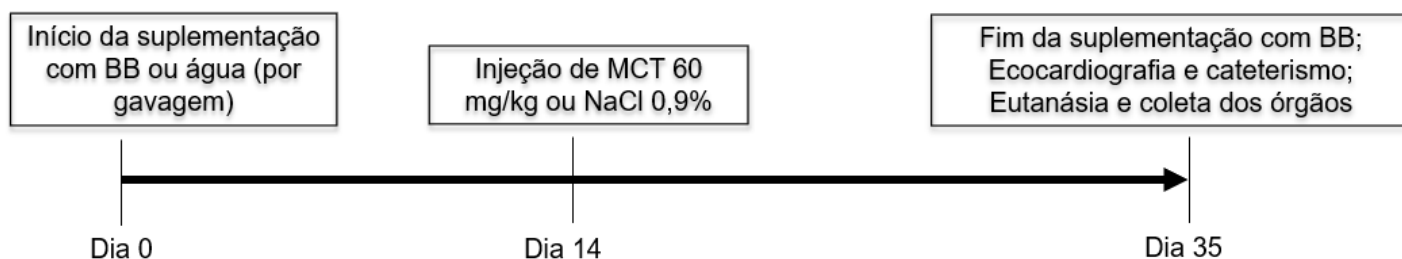 Início da suplementação
com BB ou água (por
gavagem)
Injeção de MCT 60
mg/kg ou NaCl 0,9%
Fim da suplementação com BB;
Ecocardiografia e cateterismo;
Eutanásia e coleta dos órgãos
Dia 0
Dia 14
Dia 35